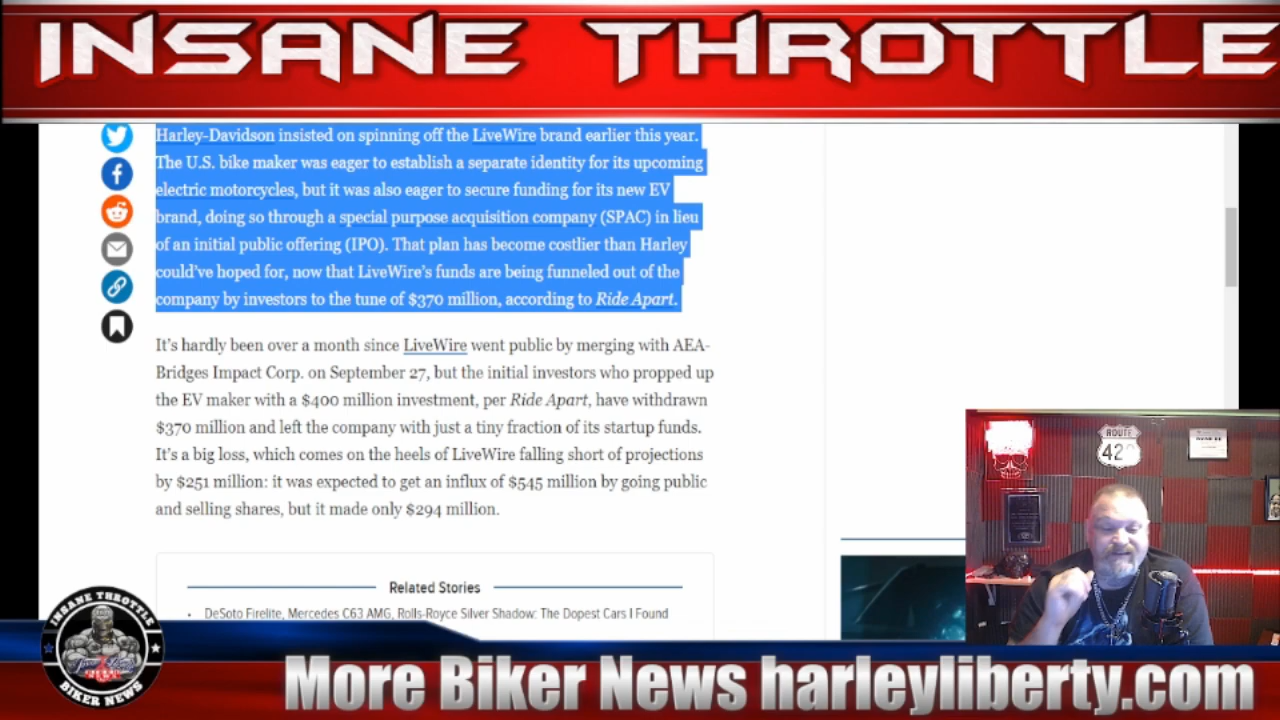 INSANE THROTTLE
Harley-Davidson insisted on spinning off the LiveWire brand earlier this year.
The U.S. bike maker was eager to establish a separate identity for its upcoming
electric motorcycles, but it was also eager to secure funding for its new EV
brand, doing so through a special purpose acquisition company (SPAC) in lieu
of an initial public offering (IPO). That plan has become costlier than Harley
could've hoped for, now that LiveWire's funds are being funneled out of the
company by investors to the tune of $370 million, according to Ride Apart.
It's hardly been over a month since LiveWire went public by merging with AEA-
Bridges Impact Corp. on September 27, but the initial investors who propped up
the EV maker with a $400 million investment, per Ride Apart, have withdrawn
$370 million and left the company with just a tiny fraction of its startup funds.
It's a big loss, which comes on the heels of LiveWire falling short of projections
by $251 million: it was expected to get an influx of $545 million by going public
and selling shares, but it made only $294 million.
Related Stories
DeSoto Firelite, Mercedes C63 AMG, Rolls-Royce Silver Shadow: The Dopest Cars I Found
ROUTE
42
INSANE THROTTLE
BIKER NEWS
More Biker News harleyliberty.com